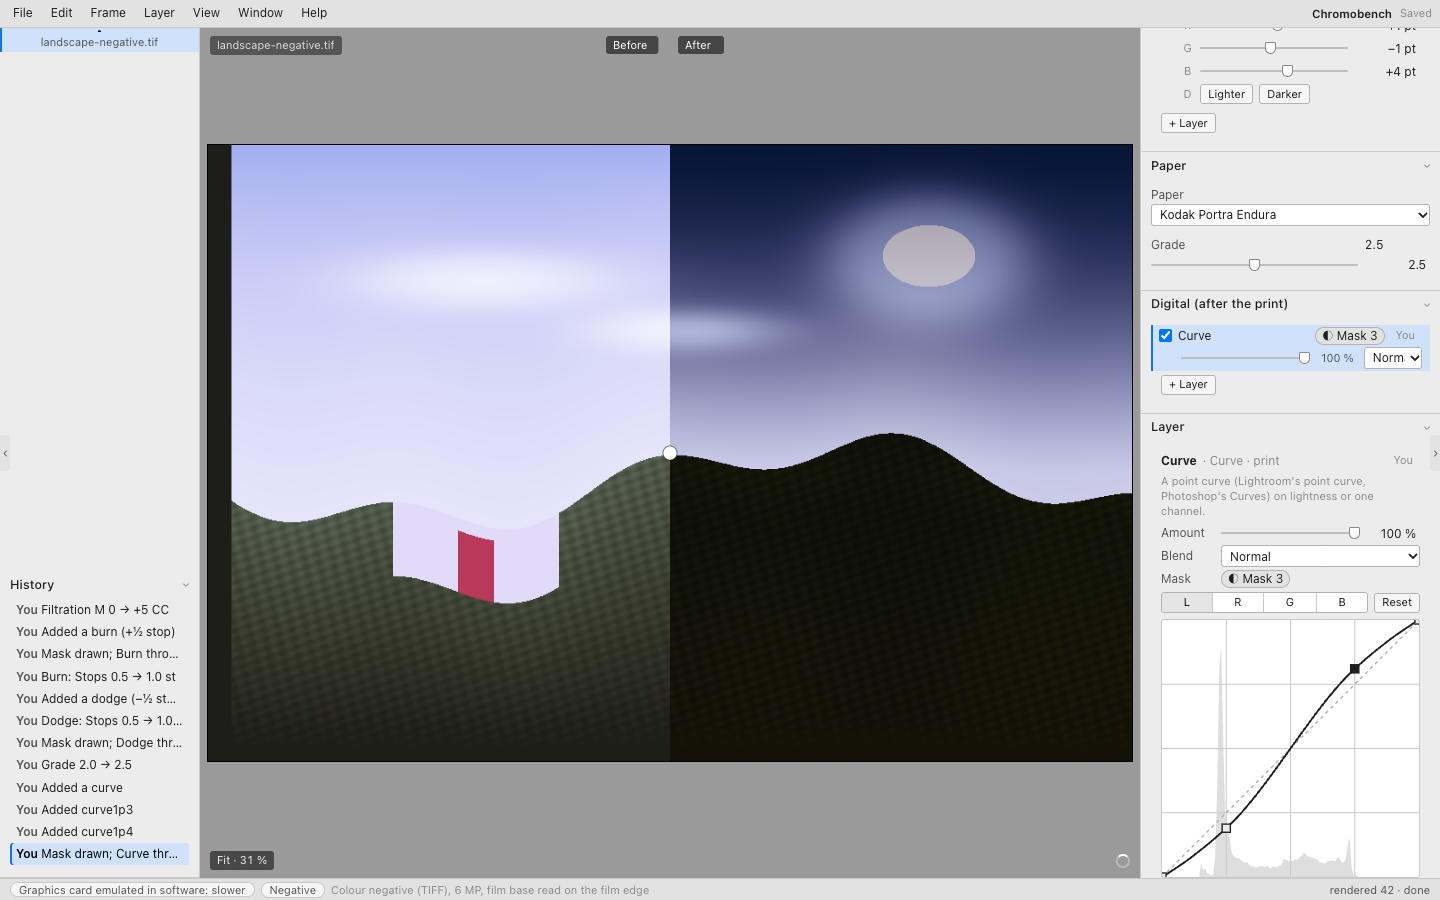 File Edit Frame Layer View Window Help
Chromobench Saved
landscape-negative.tif
landscape-negative.tif
Before
After
G −1 pt
B +4 pt
D Lighter Darker
+ Layer
Paper
Paper
Kodak Portra Endura
Grade 2.5
2.5
Digital (after the print)
Curve Mask 3 You
100 % Norm
+ Layer
Layer
Curve · Curve · print You
A point curve (Lightroom's point curve,
Photoshop's Curves) on lightness or one
channel.
Amount 100 %
Blend Normal
Mask Mask 3
L R G B Reset
History
You Filtration M 0 → +5 CC
You Added a burn (+½ stop)
You Mask drawn; Burn thro…
You Burn: Stops 0.5 → 1.0 st
You Added a dodge (−½ st…
You Dodge: Stops 0.5 → 1.0…
You Mask drawn; Dodge thr…
You Grade 2.0 → 2.5
You Added a curve
You Added curve1p3
You Added curve1p4
You Mask drawn; Curve thr…
Fit · 31 %
Graphics card emulated in software: slower
Negative
Colour negative (TIFF), 6 MP, film base read on the film edge
rendered 42 · done